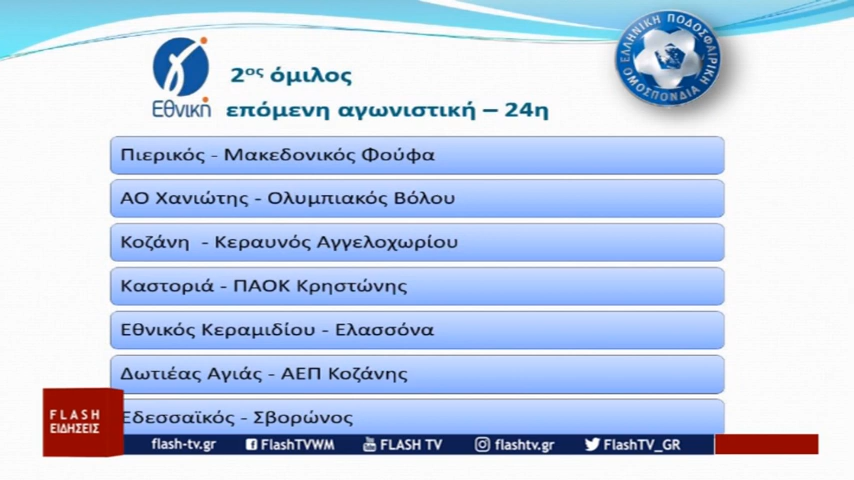 2ος όμιλος
Εθνική
επόμενη αγωνιστική – 24η
ΕΛΛΗΝΙΚΗ ΠΟΔΟΣΦΑΙΡΙΚΗ ΟΜΟΣΠΟΝΔΙΑ
Πιερικός - Μακεδονικός Φούφα
ΑΟ Χανιώτης - Ολυμπιακός Βόλου
Κοζάνη - Κεραυνός Αγγελοχωρίου
Καστοριά - ΠΑΟΚ Κρηστώνης
Εθνικός Κεραμιδίου - Ελασσόνα
Δωτιέας Αγιάς - ΑΕΠ Κοζάνης
Εδεσσαϊκός - Σβορώνος
FLASH
ΕΙΔΗΣΕΙΣ
flash-tv.gr FlashTVWM FLASH TV flashtv.gr FlashTV_GR